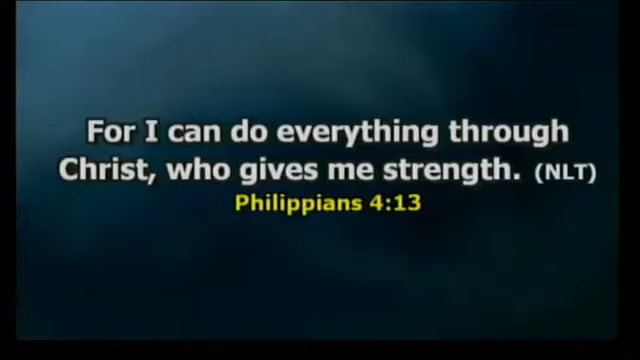 For I can do everything through
Christ, who gives me strength. (NLT)
Philippians 4:13